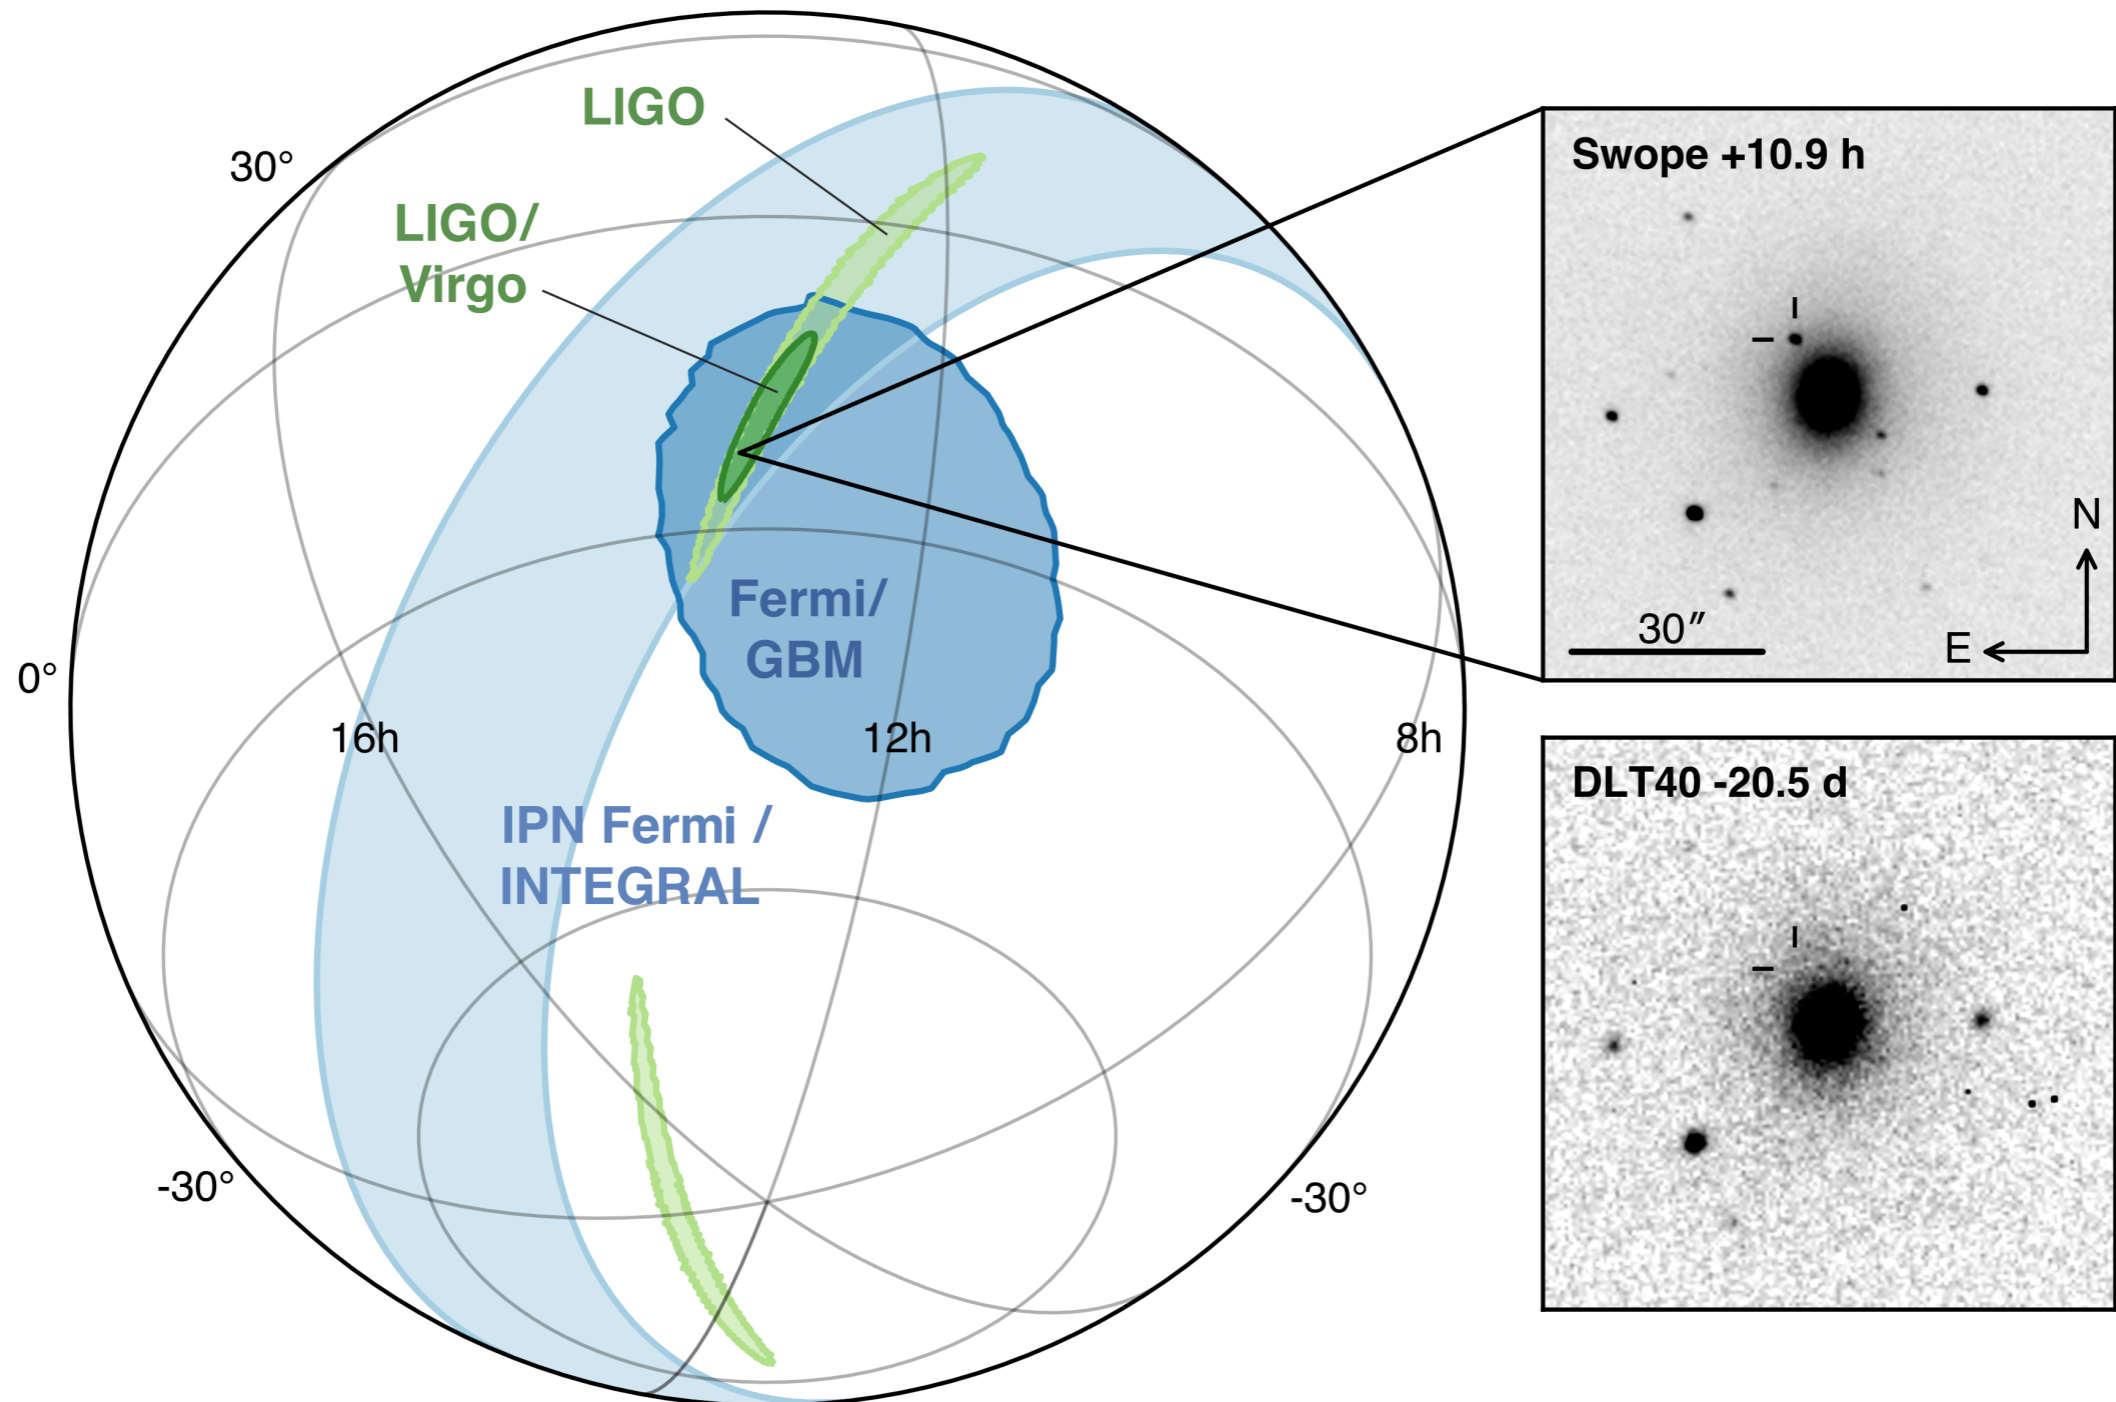 LIGO
30°
LIGO/
Virgo
0°
16h
12h
8h
Fermi/
GBM
IPN Fermi /
INTEGRAL
-30°
-30°
Swope +10.9 h
N
E
30″
DLT40 -20.5 d